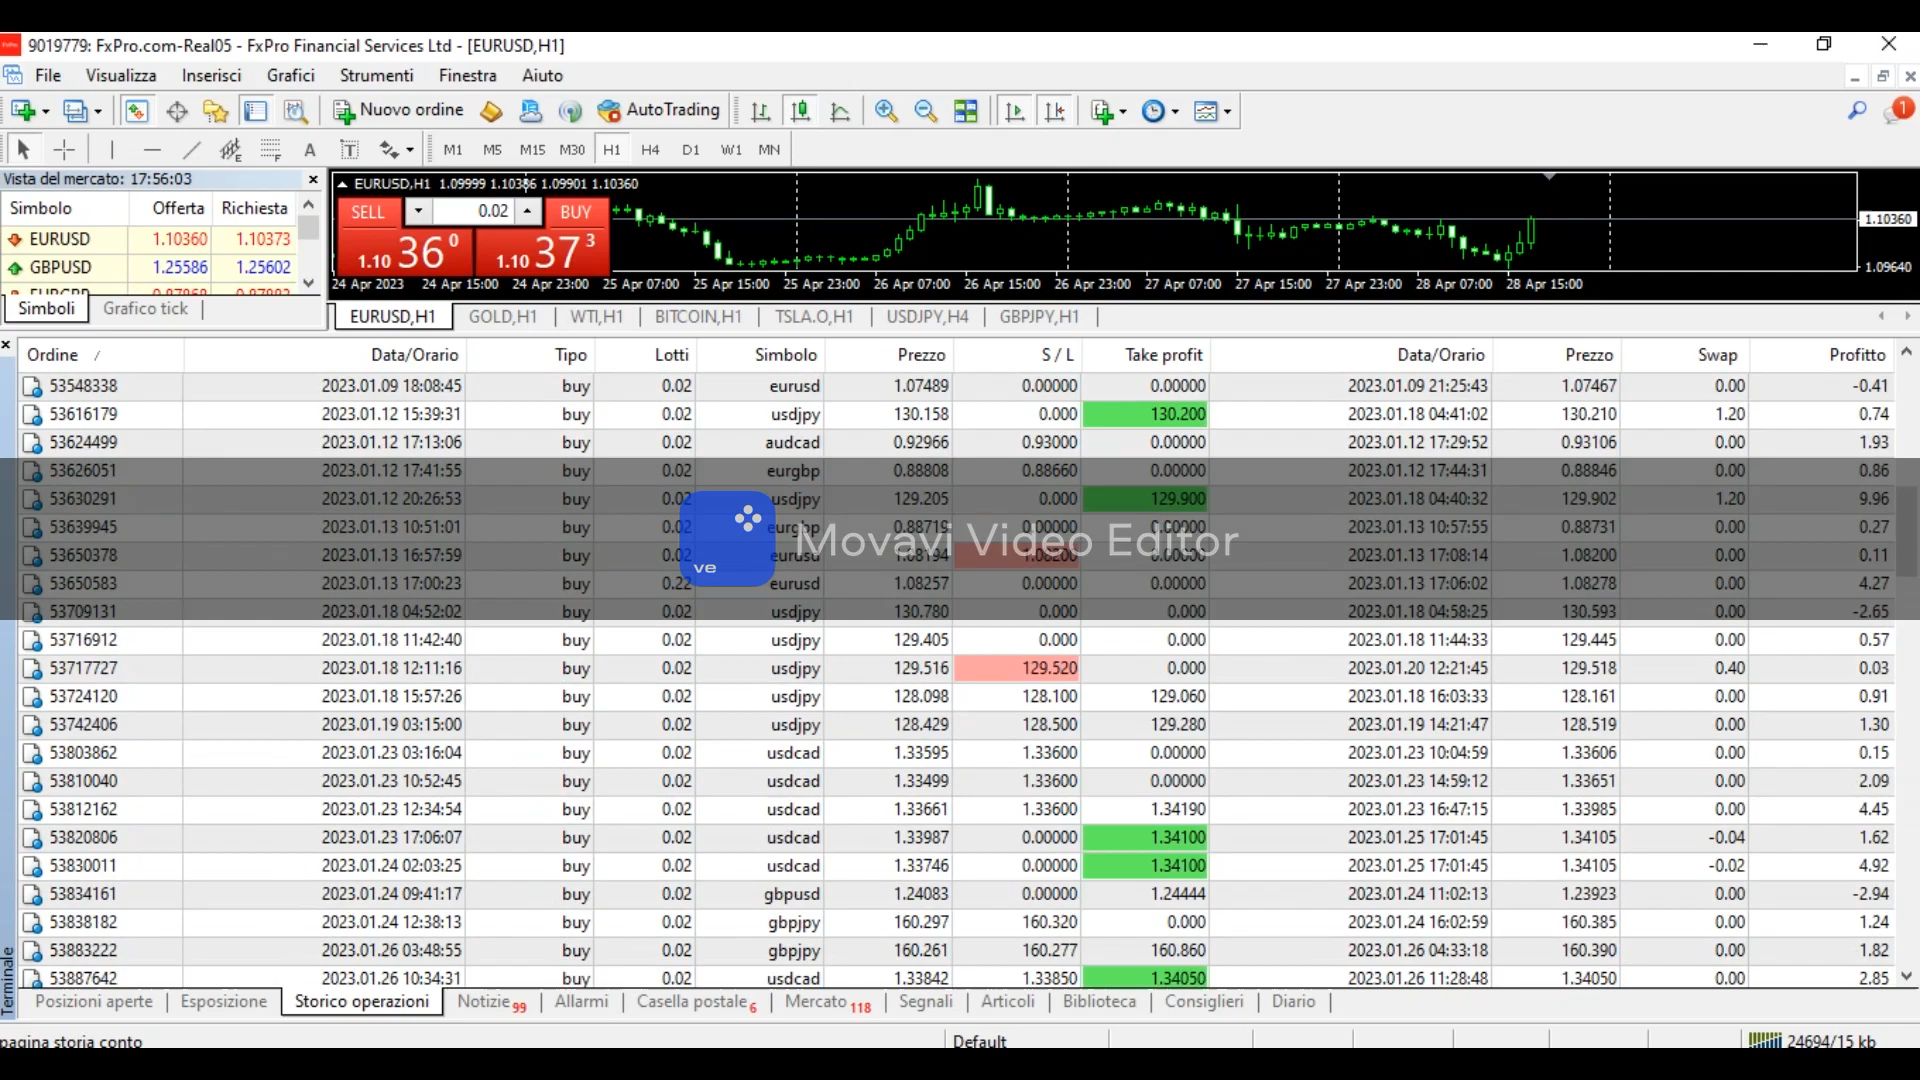 9019779: FxPro.com-Real05 - FxPro Financial Services Ltd - [EURUSD,H1]
File Visualizza Inserisci Grafici Strumenti Finestra Aiuto
Nuovo ordine AutoTrading 1
A T M1 M5 M15 M30 H1 H4 D1 W1 MN
Vista del mercato: 17:56:03
Simbolo Offerta Richiesta
EURUSD 1.10360 1.10373
GBPUSD 1.25586 1.25602
Simboli Grafico tick
EURUSD,H1 1.09999 1.10386 1.09901 1.10360
SELL 0.02 BUY
1.10 36 0 1.10 37 3
1.10360
1.09640
24 Apr 2023 24 Apr 15:00 24 Apr 23:00 25 Apr 07:00 25 Apr 15:00 25 Apr 23:00 26 Apr 07:00 26 Apr 15:00 26 Apr 23:00 27 Apr 07:00 27 Apr 15:00 27 Apr 23:00 28 Apr 07:00 28 Apr 15:00
EURUSD,H1 GOLD,H1 WTI,H1 BITCOIN,H1 TSLA.O,H1 USDJPY,H4 GBPJPY,H1
Ordine / Data/Orario Tipo Lotti Simbolo Prezzo S / L Take profit Data/Orario Prezzo Swap Profitto
53548338 2023.01.09 18:08:45 buy 0.02 eurusd 1.07489 0.00000 0.00000 2023.01.09 21:25:43 1.07467 0.00 -0.41
53616179 2023.01.12 15:39:31 buy 0.02 usdjpy 130.158 0.000 130.200 2023.01.18 04:41:02 130.210 1.20 0.74
53624499 2023.01.12 17:13:06 buy 0.02 audcad 0.92966 0.93000 0.00000 2023.01.12 17:29:52 0.93106 0.00 1.93
53626051 2023.01.12 17:41:55 buy 0.02 eurgbp 0.88808 0.88660 0.00000 2023.01.12 17:44:31 0.88846 0.00 0.86
53630291 2023.01.12 20:26:53 buy 0.02 usdjpy 129.205 0.000 129.900 2023.01.18 04:40:32 129.902 1.20 9.96
53639945 2023.01.13 10:51:01 buy 0.02 eurgbp 0.88719 0.00000 0.00000 2023.01.13 10:57:55 0.88731 0.00 0.27
Movavi Video Editor
53650378 2023.01.13 16:57:59 buy 0.02 eurusd 1.08194 1.08200 0.00000 2023.01.13 17:08:14 1.08200 0.00 0.11
ve
53650583 2023.01.13 17:00:23 buy 0.22 eurusd 1.08257 0.00000 0.00000 2023.01.13 17:06:02 1.08278 0.00 4.27
53709131 2023.01.18 04:52:02 buy 0.02 usdjpy 130.780 0.000 0.000 2023.01.18 04:58:25 130.593 0.00 -2.65
53716912 2023.01.18 11:42:40 buy 0.02 usdjpy 129.405 0.000 0.000 2023.01.18 11:44:33 129.445 0.00 0.57
53717727 2023.01.18 12:11:16 buy 0.02 usdjpy 129.516 129.520 0.000 2023.01.20 12:21:45 129.518 0.40 0.03
53724120 2023.01.18 15:57:26 buy 0.02 usdjpy 128.098 128.100 129.060 2023.01.18 16:03:33 128.161 0.00 0.91
53742406 2023.01.19 03:15:00 buy 0.02 usdjpy 128.429 128.500 129.280 2023.01.19 14:21:47 128.519 0.00 1.30
53803862 2023.01.23 03:16:04 buy 0.02 usdcad 1.33595 1.33600 0.00000 2023.01.23 10:04:59 1.33606 0.00 0.15
53810040 2023.01.23 10:52:45 buy 0.02 usdcad 1.33499 1.33600 0.00000 2023.01.23 14:59:12 1.33651 0.00 2.09
53812162 2023.01.23 12:34:54 buy 0.02 usdcad 1.33661 1.33600 1.34190 2023.01.23 16:47:15 1.33985 0.00 4.45
53820806 2023.01.23 17:06:07 buy 0.02 usdcad 1.33987 0.00000 1.34100 2023.01.25 17:01:45 1.34105 -0.04 1.62
53830011 2023.01.24 02:03:25 buy 0.02 usdcad 1.33746 0.00000 1.34100 2023.01.25 17:01:45 1.34105 -0.02 4.92
53834161 2023.01.24 09:41:17 buy 0.02 gbpusd 1.24083 0.00000 1.24444 2023.01.24 11:02:13 1.23923 0.00 -2.94
53838182 2023.01.24 12:38:13 buy 0.02 gbpjpy 160.297 160.320 0.000 2023.01.24 16:02:59 160.385 0.00 1.24
53883222 2023.01.26 03:48:55 buy 0.02 gbpjpy 160.261 160.277 160.860 2023.01.26 04:33:18 160.390 0.00 1.82
53887642 2023.01.26 10:34:31 buy 0.02 usdcad 1.33842 1.33850 1.34050 2023.01.26 11:28:48 1.34050 0.00 2.85
Terminale
Posizioni aperte Esposizione Storico operazioni Notizie 99 Allarmi Casella postale 6 Mercato 118 Segnali Articoli Biblioteca Consiglieri Diario
pagina storia conto Default 24694/15 kb